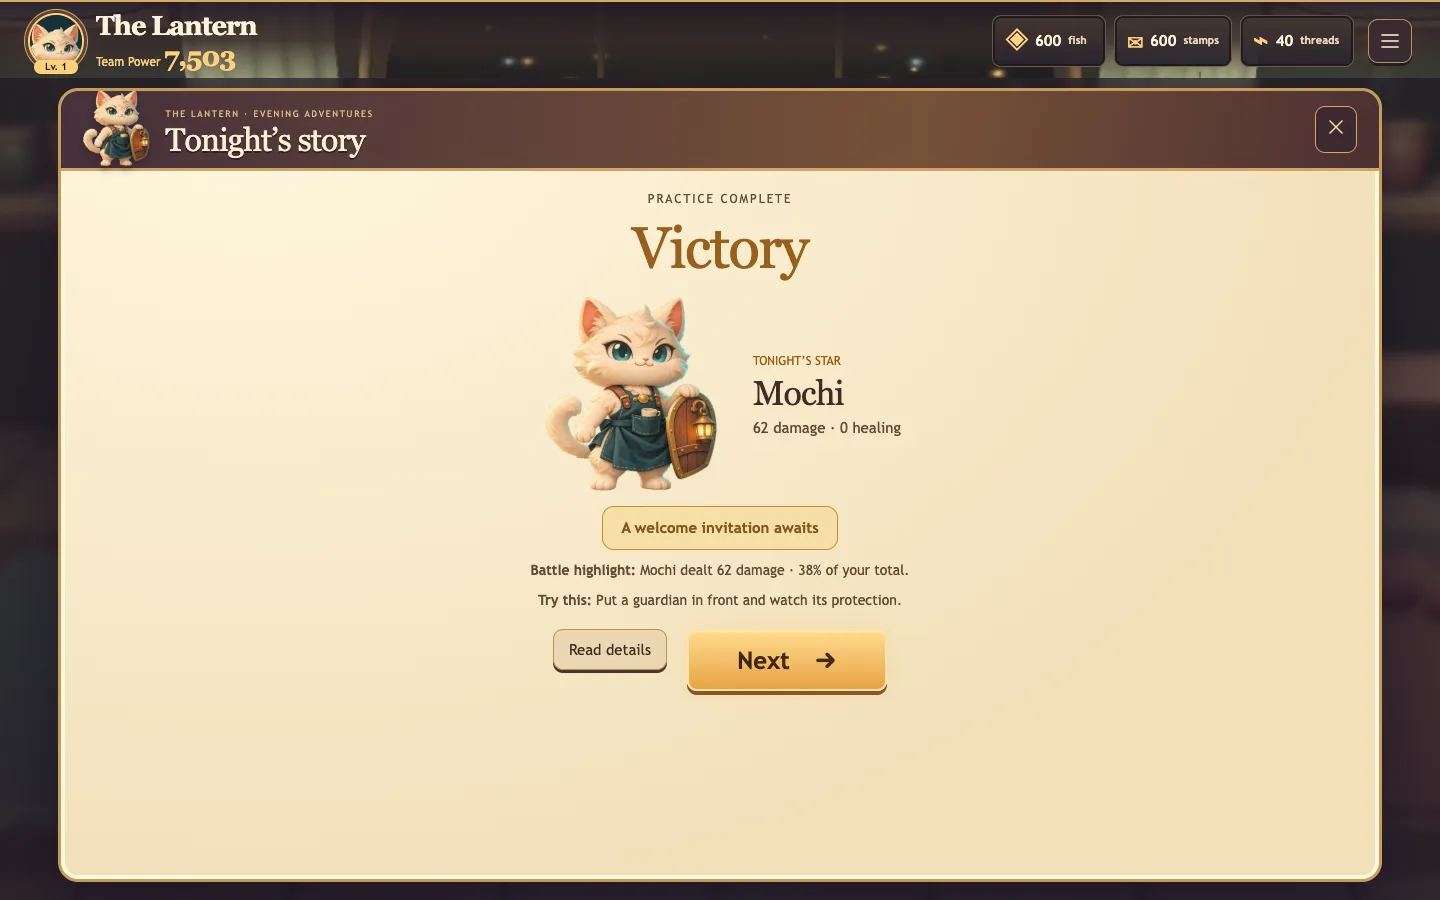 The Lantern
Team Power 7,503
Lv. 1
600 fish
600 stamps
40 threads
THE LANTERN · EVENING ADVENTURES
Tonight’s story
PRACTICE COMPLETE
Victory
TONIGHT’S STAR
Mochi
62 damage · 0 healing
A welcome invitation awaits
Battle highlight: Mochi dealt 62 damage · 38% of your total.
Try this: Put a guardian in front and watch its protection.
Read details
Next →